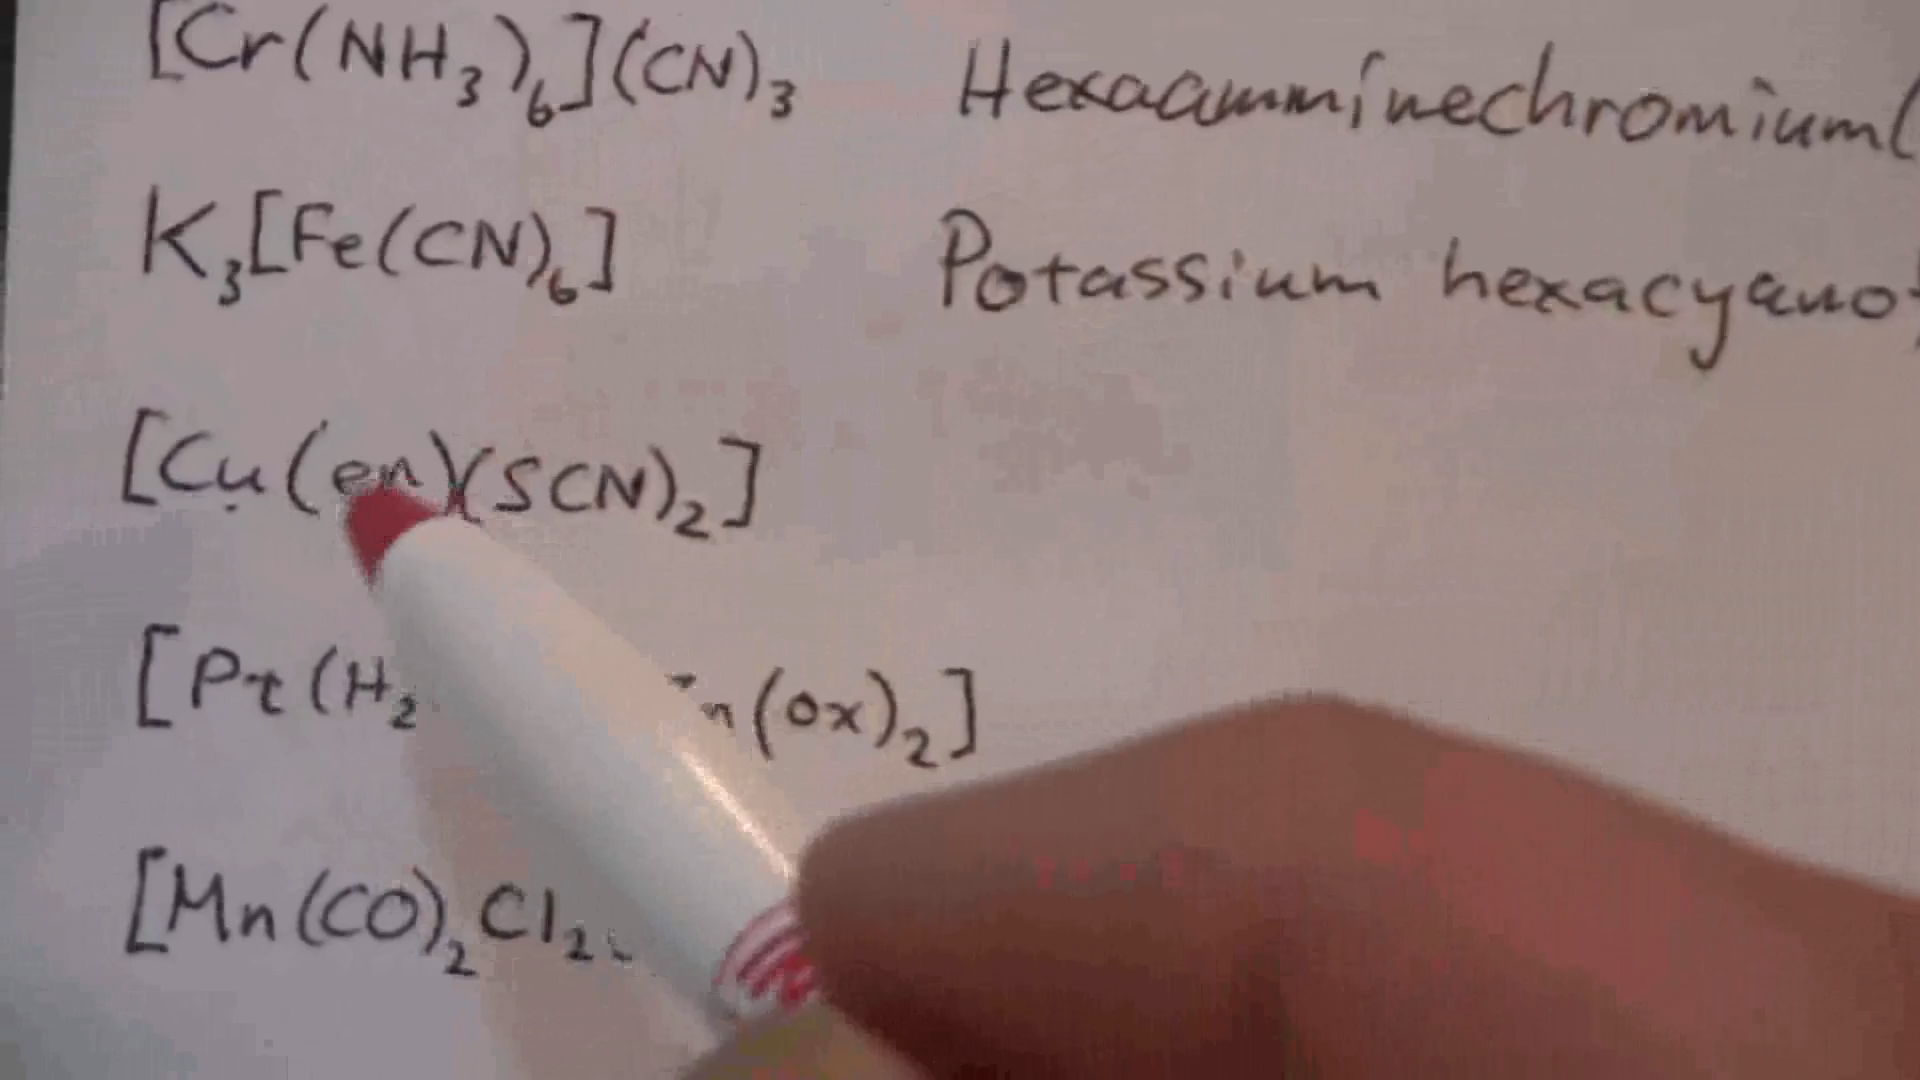 [Cr(NH₃)₆](CN)₃ Hexaamminechromium(
K₃[Fe(CN)₆] Potassium hexacyano
[Cu(en)(SCN)₂]
[Pt(H₂ (ox)₂]
[Mn(CO)₂Cl₂